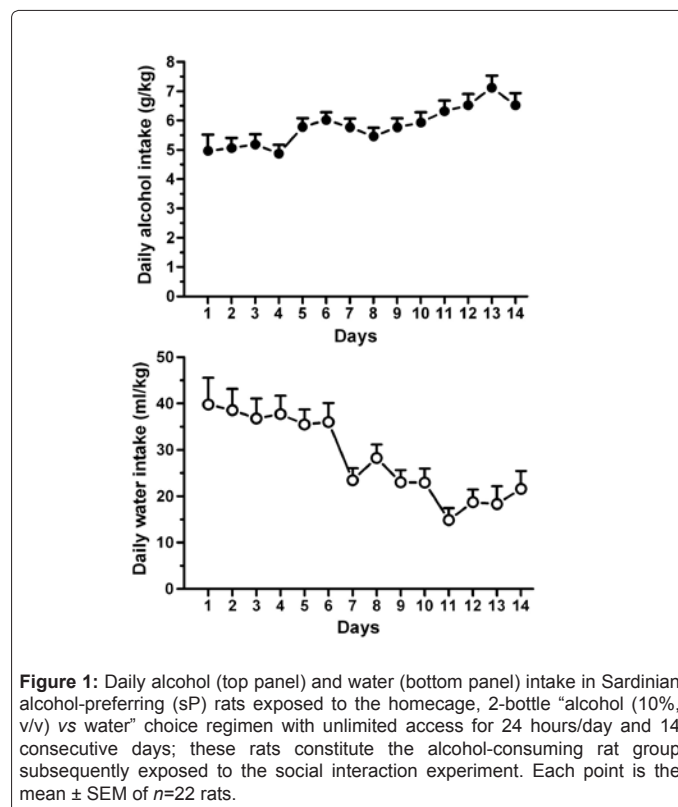 8
7
6
5
4
3
2
1
0
Daily alcohol intake (g/kg)
1 2 3 4 5 6 7 8 9 10 11 12 13 14
Days
50
40
30
20
10
0
Daily water intake (ml/kg)
1 2 3 4 5 6 7 8 9 10 11 12 13 14
Days
Figure 1: Daily alcohol (top panel) and water (bottom panel) intake in Sardinian
alcohol-preferring (sP) rats exposed to the homecage, 2-bottle “alcohol (10%,
v/v) vs water” choice regimen with unlimited access for 24 hours/day and 14
consecutive days; these rats constitute the alcohol-consuming rat group
subsequently exposed to the social interaction experiment. Each point is the
mean ± SEM of n=22 rats.